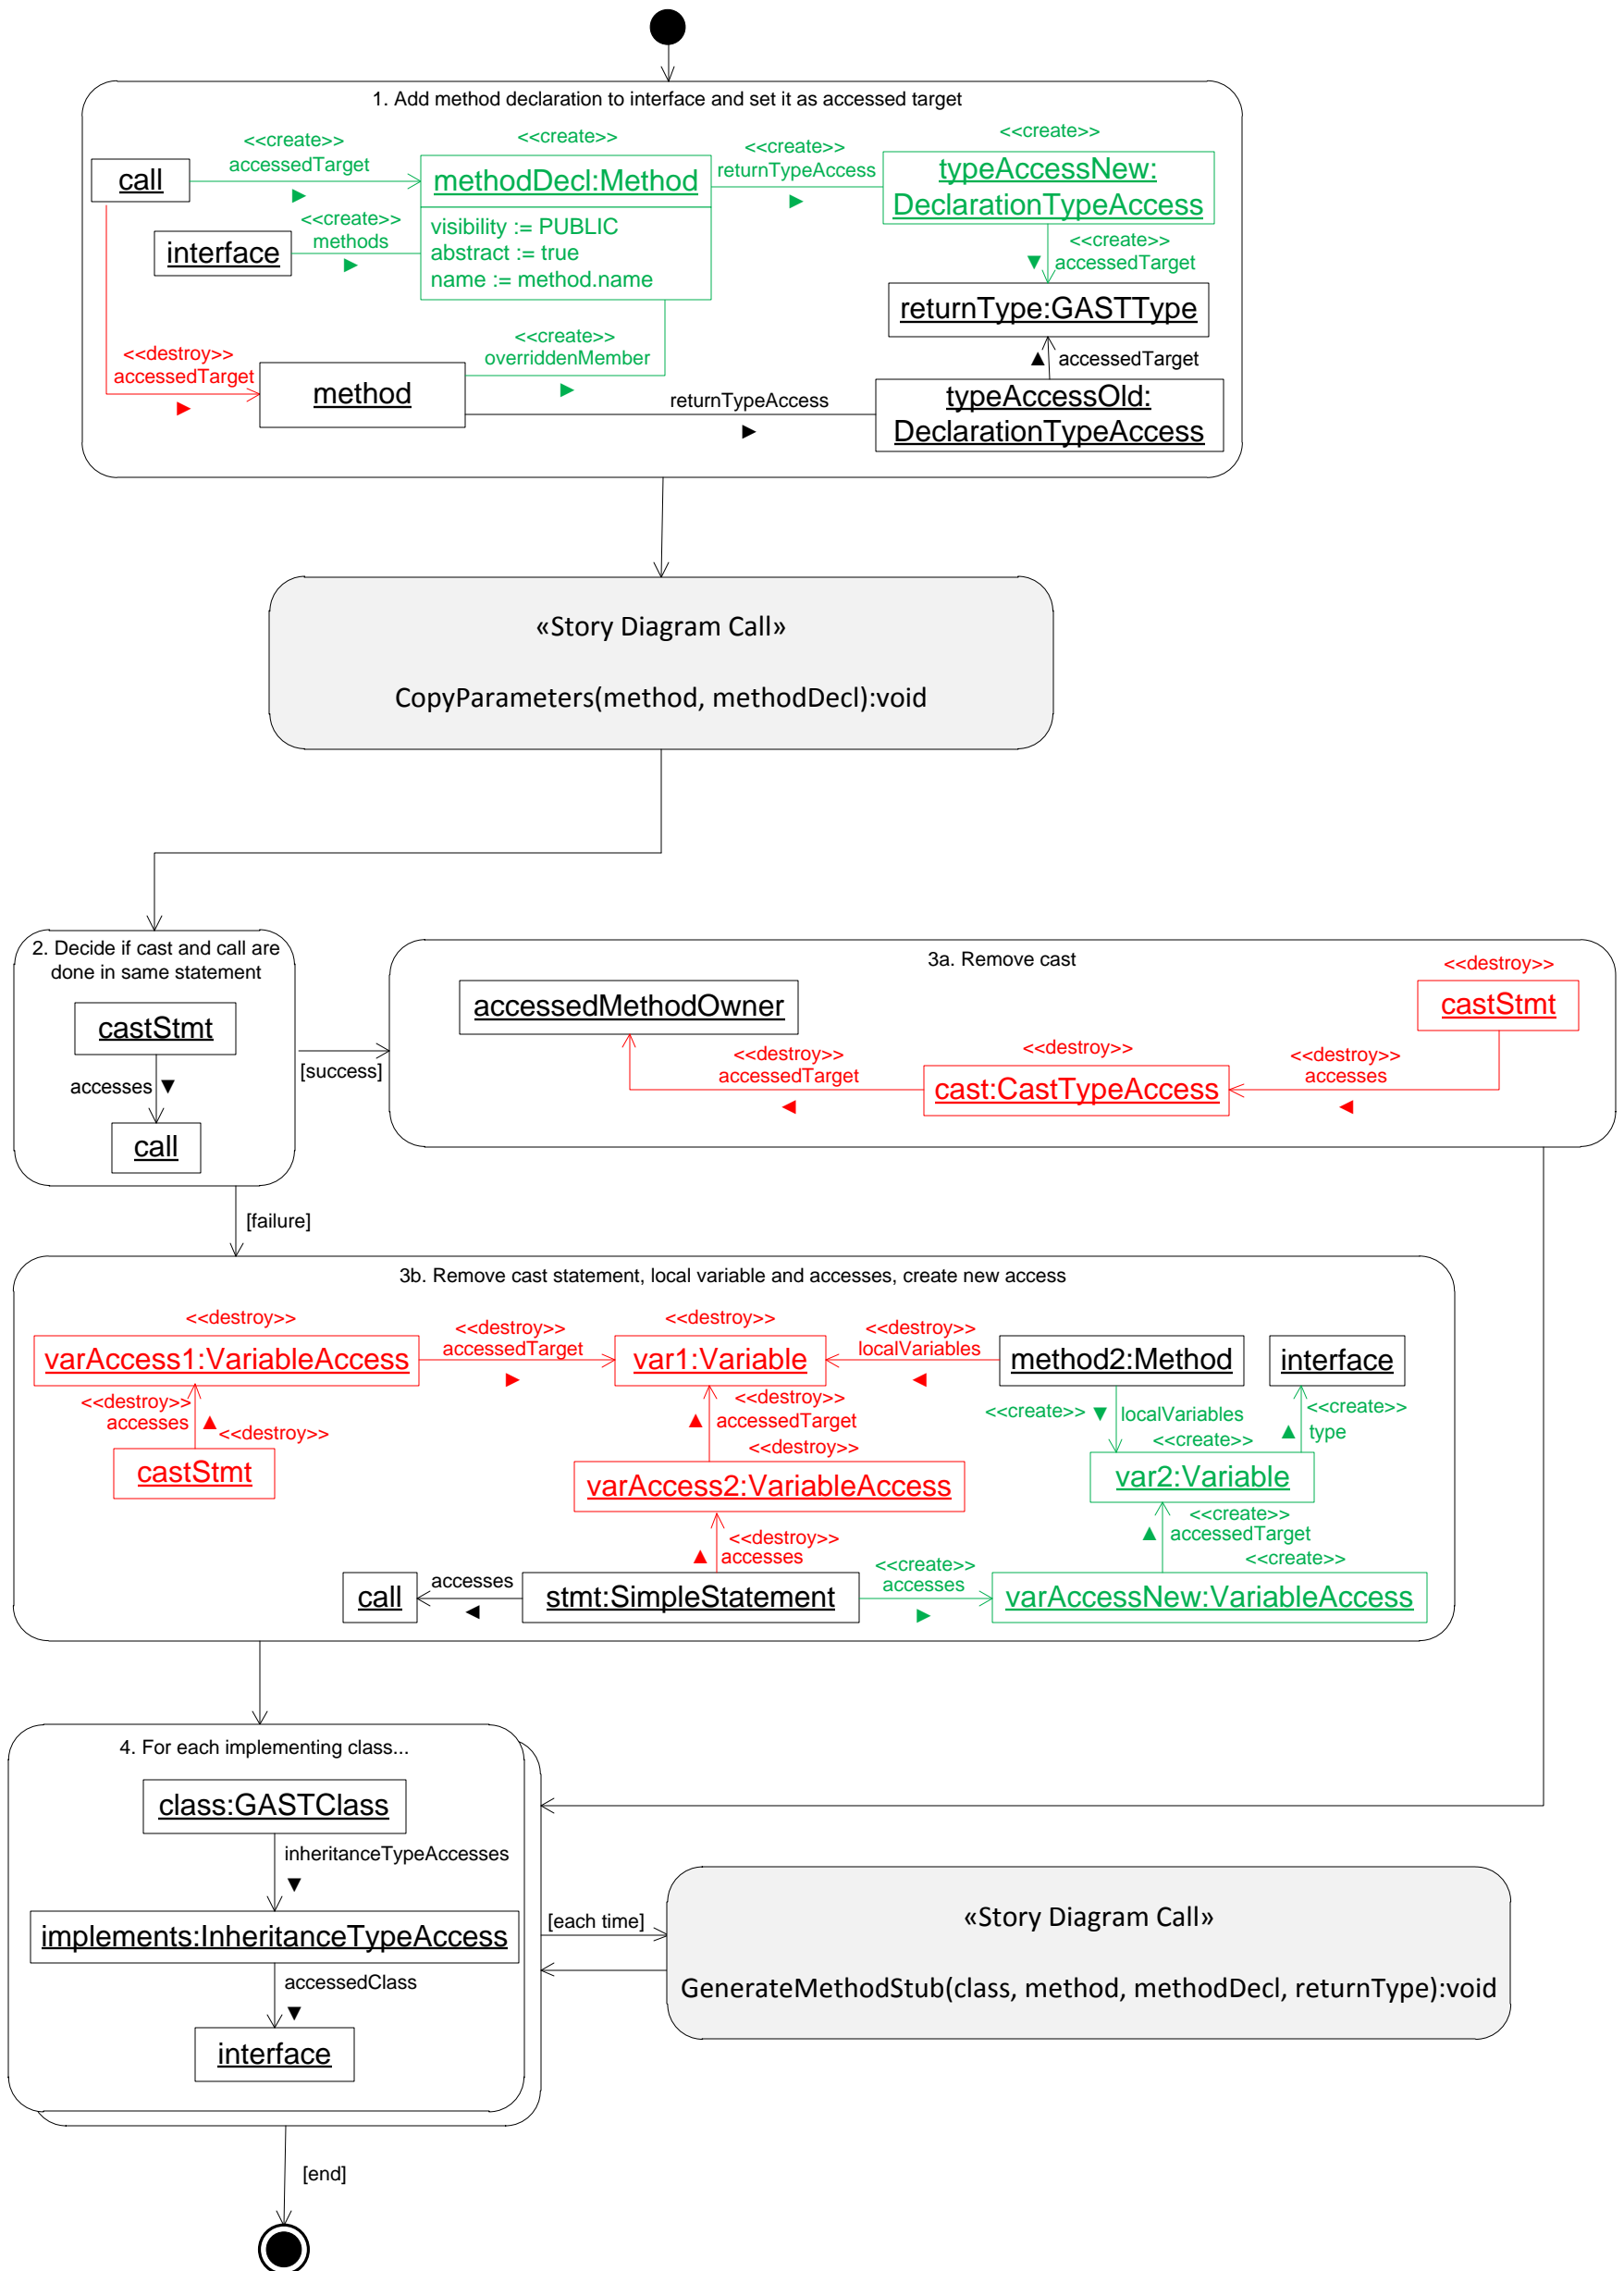 1. Add method declaration to interface and set it as accessed target
<<create>>
accessedTarget
►
<<create>>
<<create>>
returnTypeAccess
►
<<create>>
call
methodDecl:Method
visibility := PUBLIC
abstract := true
name := method.name
typeAccessNew:
DeclarationTypeAccess
<<create>>
methods
►
interface
<<create>>
▼ accessedTarget
returnType:GASTType
<<destroy>>
accessedTarget
►
<<create>>
overriddenMember
►
▲ accessedTarget
method
returnTypeAccess
►
typeAccessOld:
DeclarationTypeAccess
«Story Diagram Call»
CopyParameters(method, methodDecl):void
2. Decide if cast and call are
done in same statement
castStmt
accesses ▼
call
[success]
[failure]
3a. Remove cast
accessedMethodOwner
<<destroy>>
castStmt
<<destroy>>
accessedTarget
◄
<<destroy>>
cast:CastTypeAccess
<<destroy>>
accesses
◄
3b. Remove cast statement, local variable and accesses, create new access
<<destroy>>
varAccess1:VariableAccess
<<destroy>>
accessedTarget
►
<<destroy>>
var1:Variable
<<destroy>>
localVariables
◄
method2:Method
interface
<<destroy>>
accesses ▲
<<destroy>>
castStmt
<<destroy>>
▲ accessedTarget
<<destroy>>
varAccess2:VariableAccess
<<create>> ▼ localVariables
<<create>>
var2:Variable
<<create>>
▲ type
<<destroy>>
▲ accesses
<<create>>
▲ accessedTarget
<<create>>
call
accesses
◄
stmt:SimpleStatement
<<create>>
accesses
►
varAccessNew:VariableAccess
4. For each implementing class...
class:GASTClass
inheritanceTypeAccesses
▼
implements:InheritanceTypeAccess
accessedClass
▼
interface
[each time]
«Story Diagram Call»
GenerateMethodStub(class, method, methodDecl, returnType):void
[end]